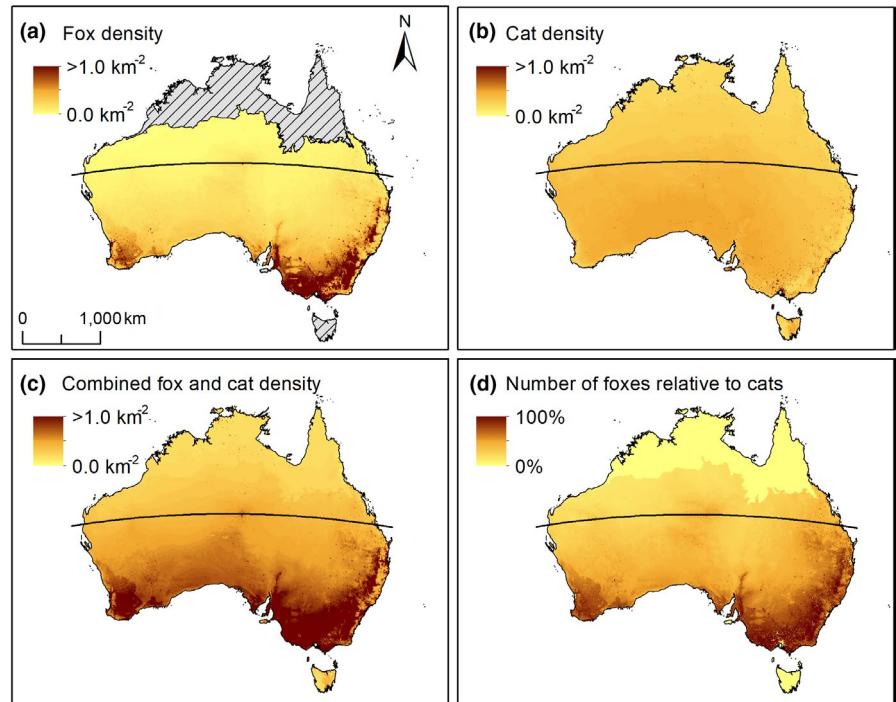 (a) Fox density
N
>1.0 km-2
0.0 km-2
0 1,000 km
(b) Cat density
>1.0 km-2
0.0 km-2
(c) Combined fox and cat density
>1.0 km-2
0.0 km-2
(d) Number of foxes relative to cats
100%
0%